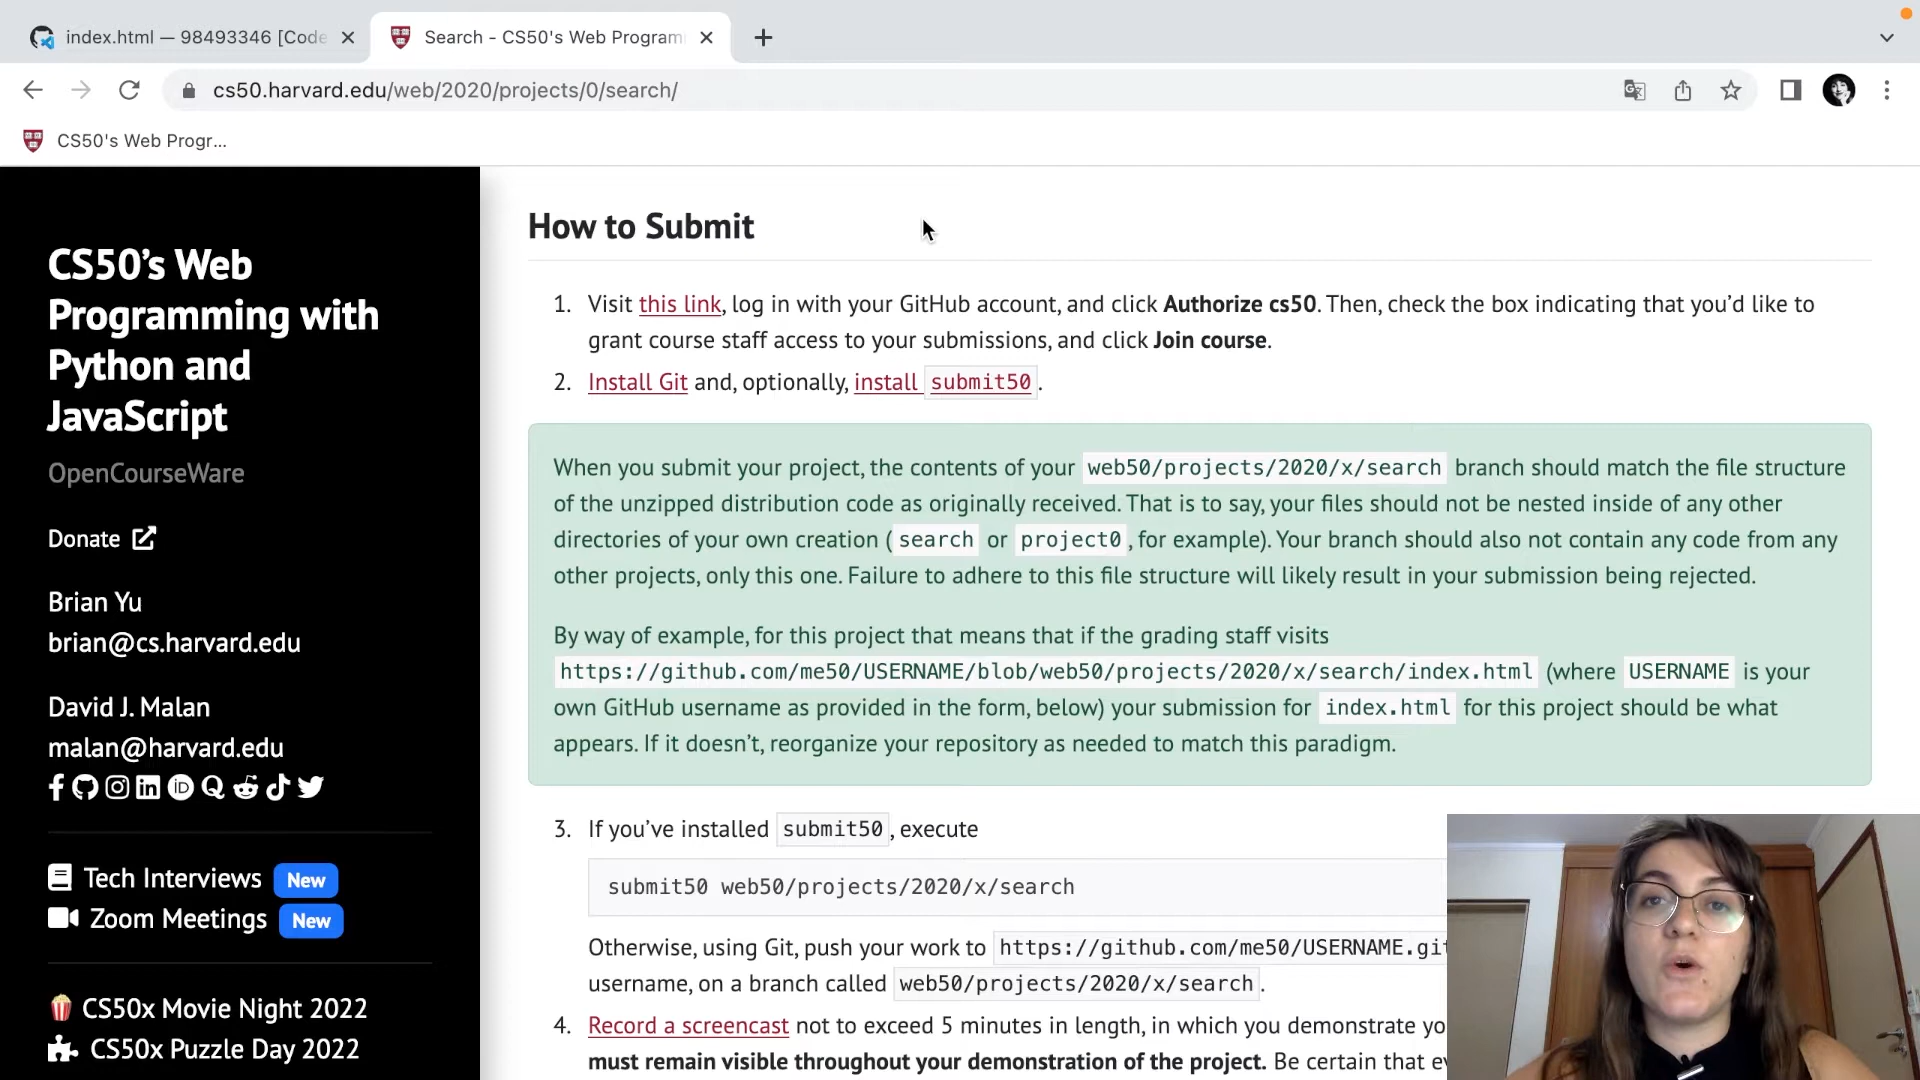 index.html — 98493346 [Code
Search - CS50's Web Program
cs50.harvard.edu/web/2020/projects/0/search/
CS50's Web Progr...
CS50’s Web
Programming with
Python and
JavaScript
OpenCourseWare
Donate
Brian Yu
brian@cs.harvard.edu
David J. Malan
malan@harvard.edu
Tech Interviews New
Zoom Meetings New
CS50x Movie Night 2022
CS50x Puzzle Day 2022
How to Submit
1. Visit this link, log in with your GitHub account, and click Authorize cs50. Then, check the box indicating that you’d like to
grant course staff access to your submissions, and click Join course.
2. Install Git and, optionally, install submit50.
When you submit your project, the contents of your web50/projects/2020/x/search branch should match the file structure
of the unzipped distribution code as originally received. That is to say, your files should not be nested inside of any other
directories of your own creation (search or project0, for example). Your branch should also not contain any code from any
other projects, only this one. Failure to adhere to this file structure will likely result in your submission being rejected.
By way of example, for this project that means that if the grading staff visits
https://github.com/me50/USERNAME/blob/web50/projects/2020/x/search/index.html (where USERNAME is your
own GitHub username as provided in the form, below) your submission for index.html for this project should be what
appears. If it doesn’t, reorganize your repository as needed to match this paradigm.
3. If you’ve installed submit50, execute
submit50 web50/projects/2020/x/search
Otherwise, using Git, push your work to https://github.com/me50/USERNAME.git
username, on a branch called web50/projects/2020/x/search.
4. Record a screencast not to exceed 5 minutes in length, in which you demonstrate yo
must remain visible throughout your demonstration of the project. Be certain that ev